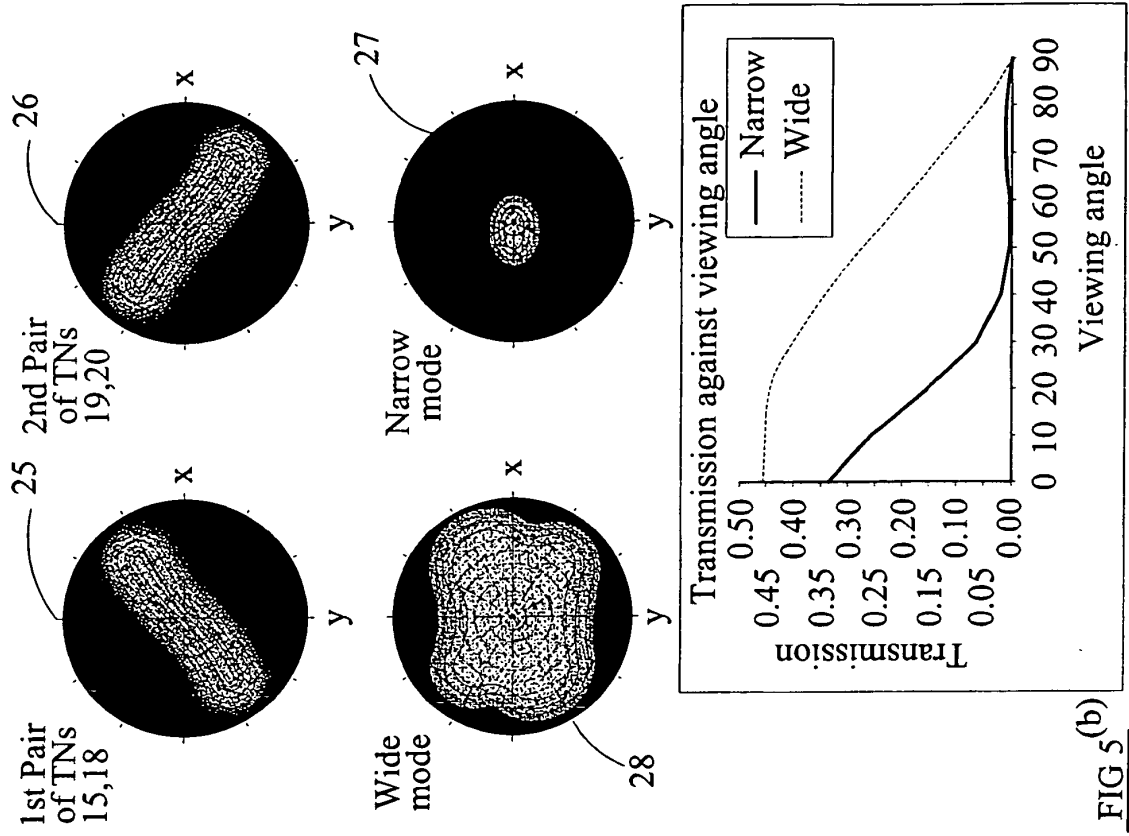 1st Pair
of TNs
15,18
25
x
y
2nd Pair
of TNs
19,20
26
x
y
Wide
mode
28
x
y
Narrow
mode
27
x
y
Transmission against viewing angle
Narrow
Wide
Transmission
0.50
0.45
0.40
0.35
0.30
0.25
0.20
0.15
0.10
0.05
0.00
0 10 20 30 40 50 60 70 80 90
Viewing angle
FIG 5(b)